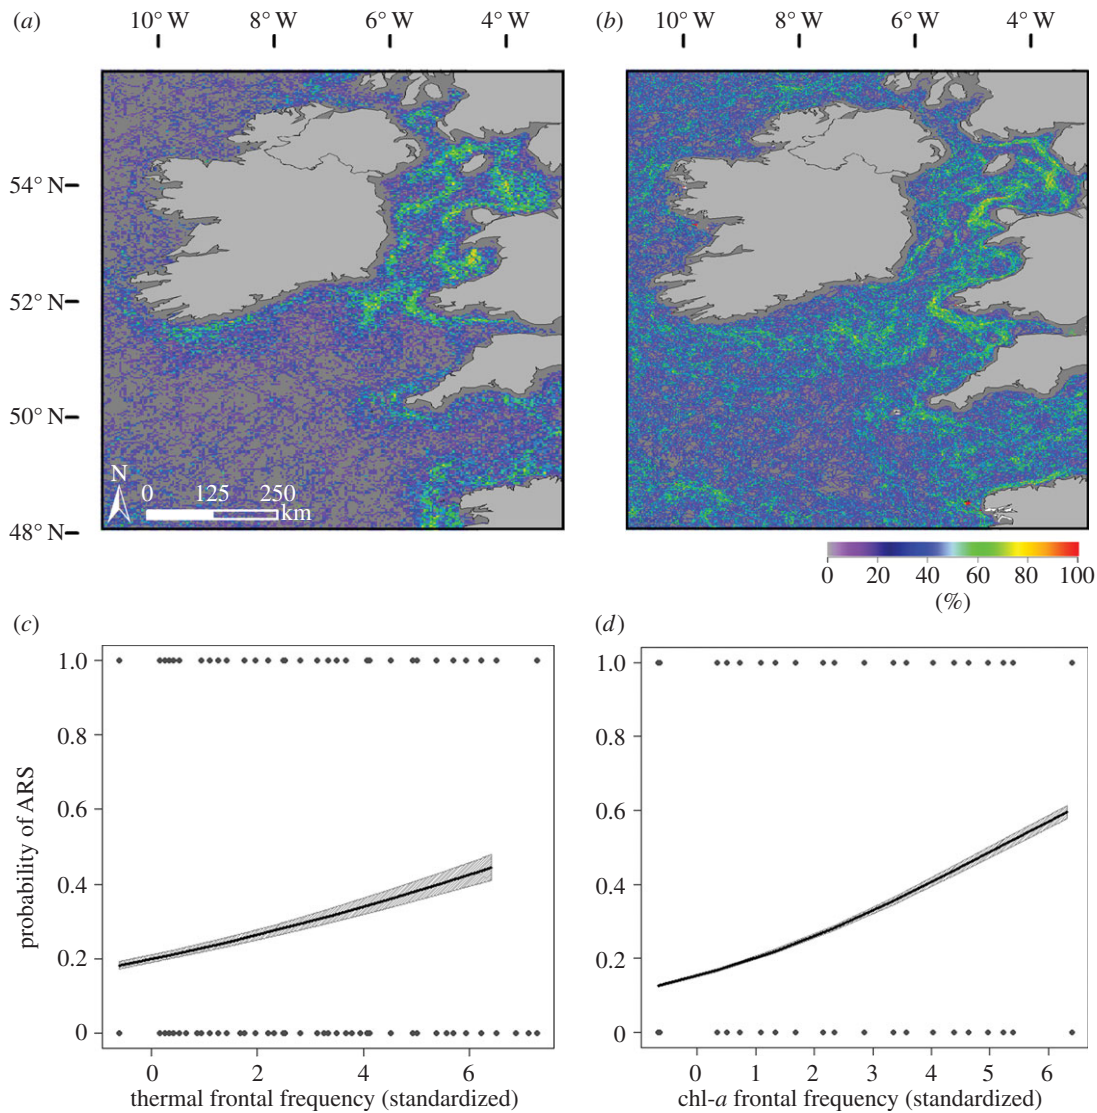 (a) 10° W 8° W 6° W 4° W
(b) 10° W 8° W 6° W 4° W
54° N
52° N
50° N
48° N
N
0 125 250
km
0 20 40 60 80 100
(%)
(c)
1.0
0.8
0.6
0.4
0.2
0
probability of ARS
0 2 4 6
thermal frontal frequency (standardized)
(d)
1.0
0.8
0.6
0.4
0.2
0
0 1 2 3 4 5 6
chl-a frontal frequency (standardized)